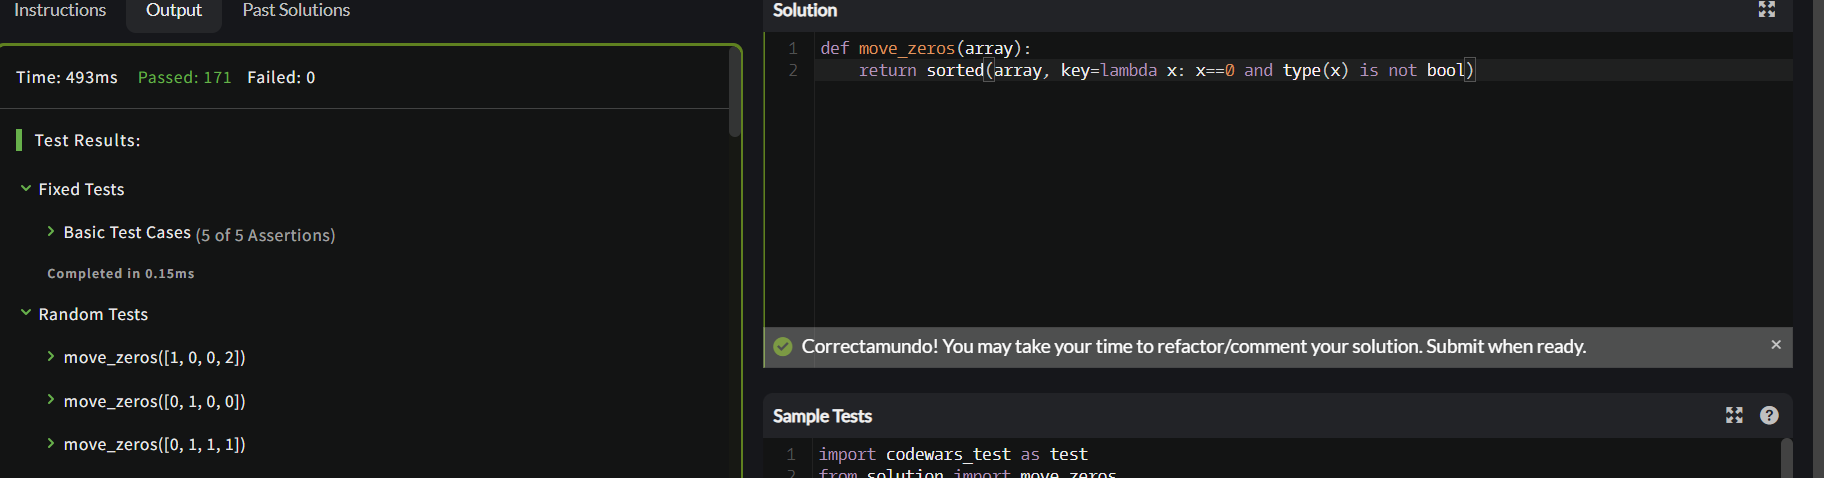 Instructions Output Past Solutions
Time: 493ms Passed: 171 Failed: 0
Test Results:
Fixed Tests
Basic Test Cases (5 of 5 Assertions)
Completed in 0.15ms
Random Tests
move_zeros([1, 0, 0, 2])
move_zeros([0, 1, 0, 0])
move_zeros([0, 1, 1, 1])
Solution
1 def move_zeros(array):
2     return sorted(array, key=lambda x: x==0 and type(x) is not bool)
Correctamundo! You may take your time to refactor/comment your solution. Submit when ready. ×
Sample Tests ?
1 import codewars_test as test
2 from solution import move_zeros